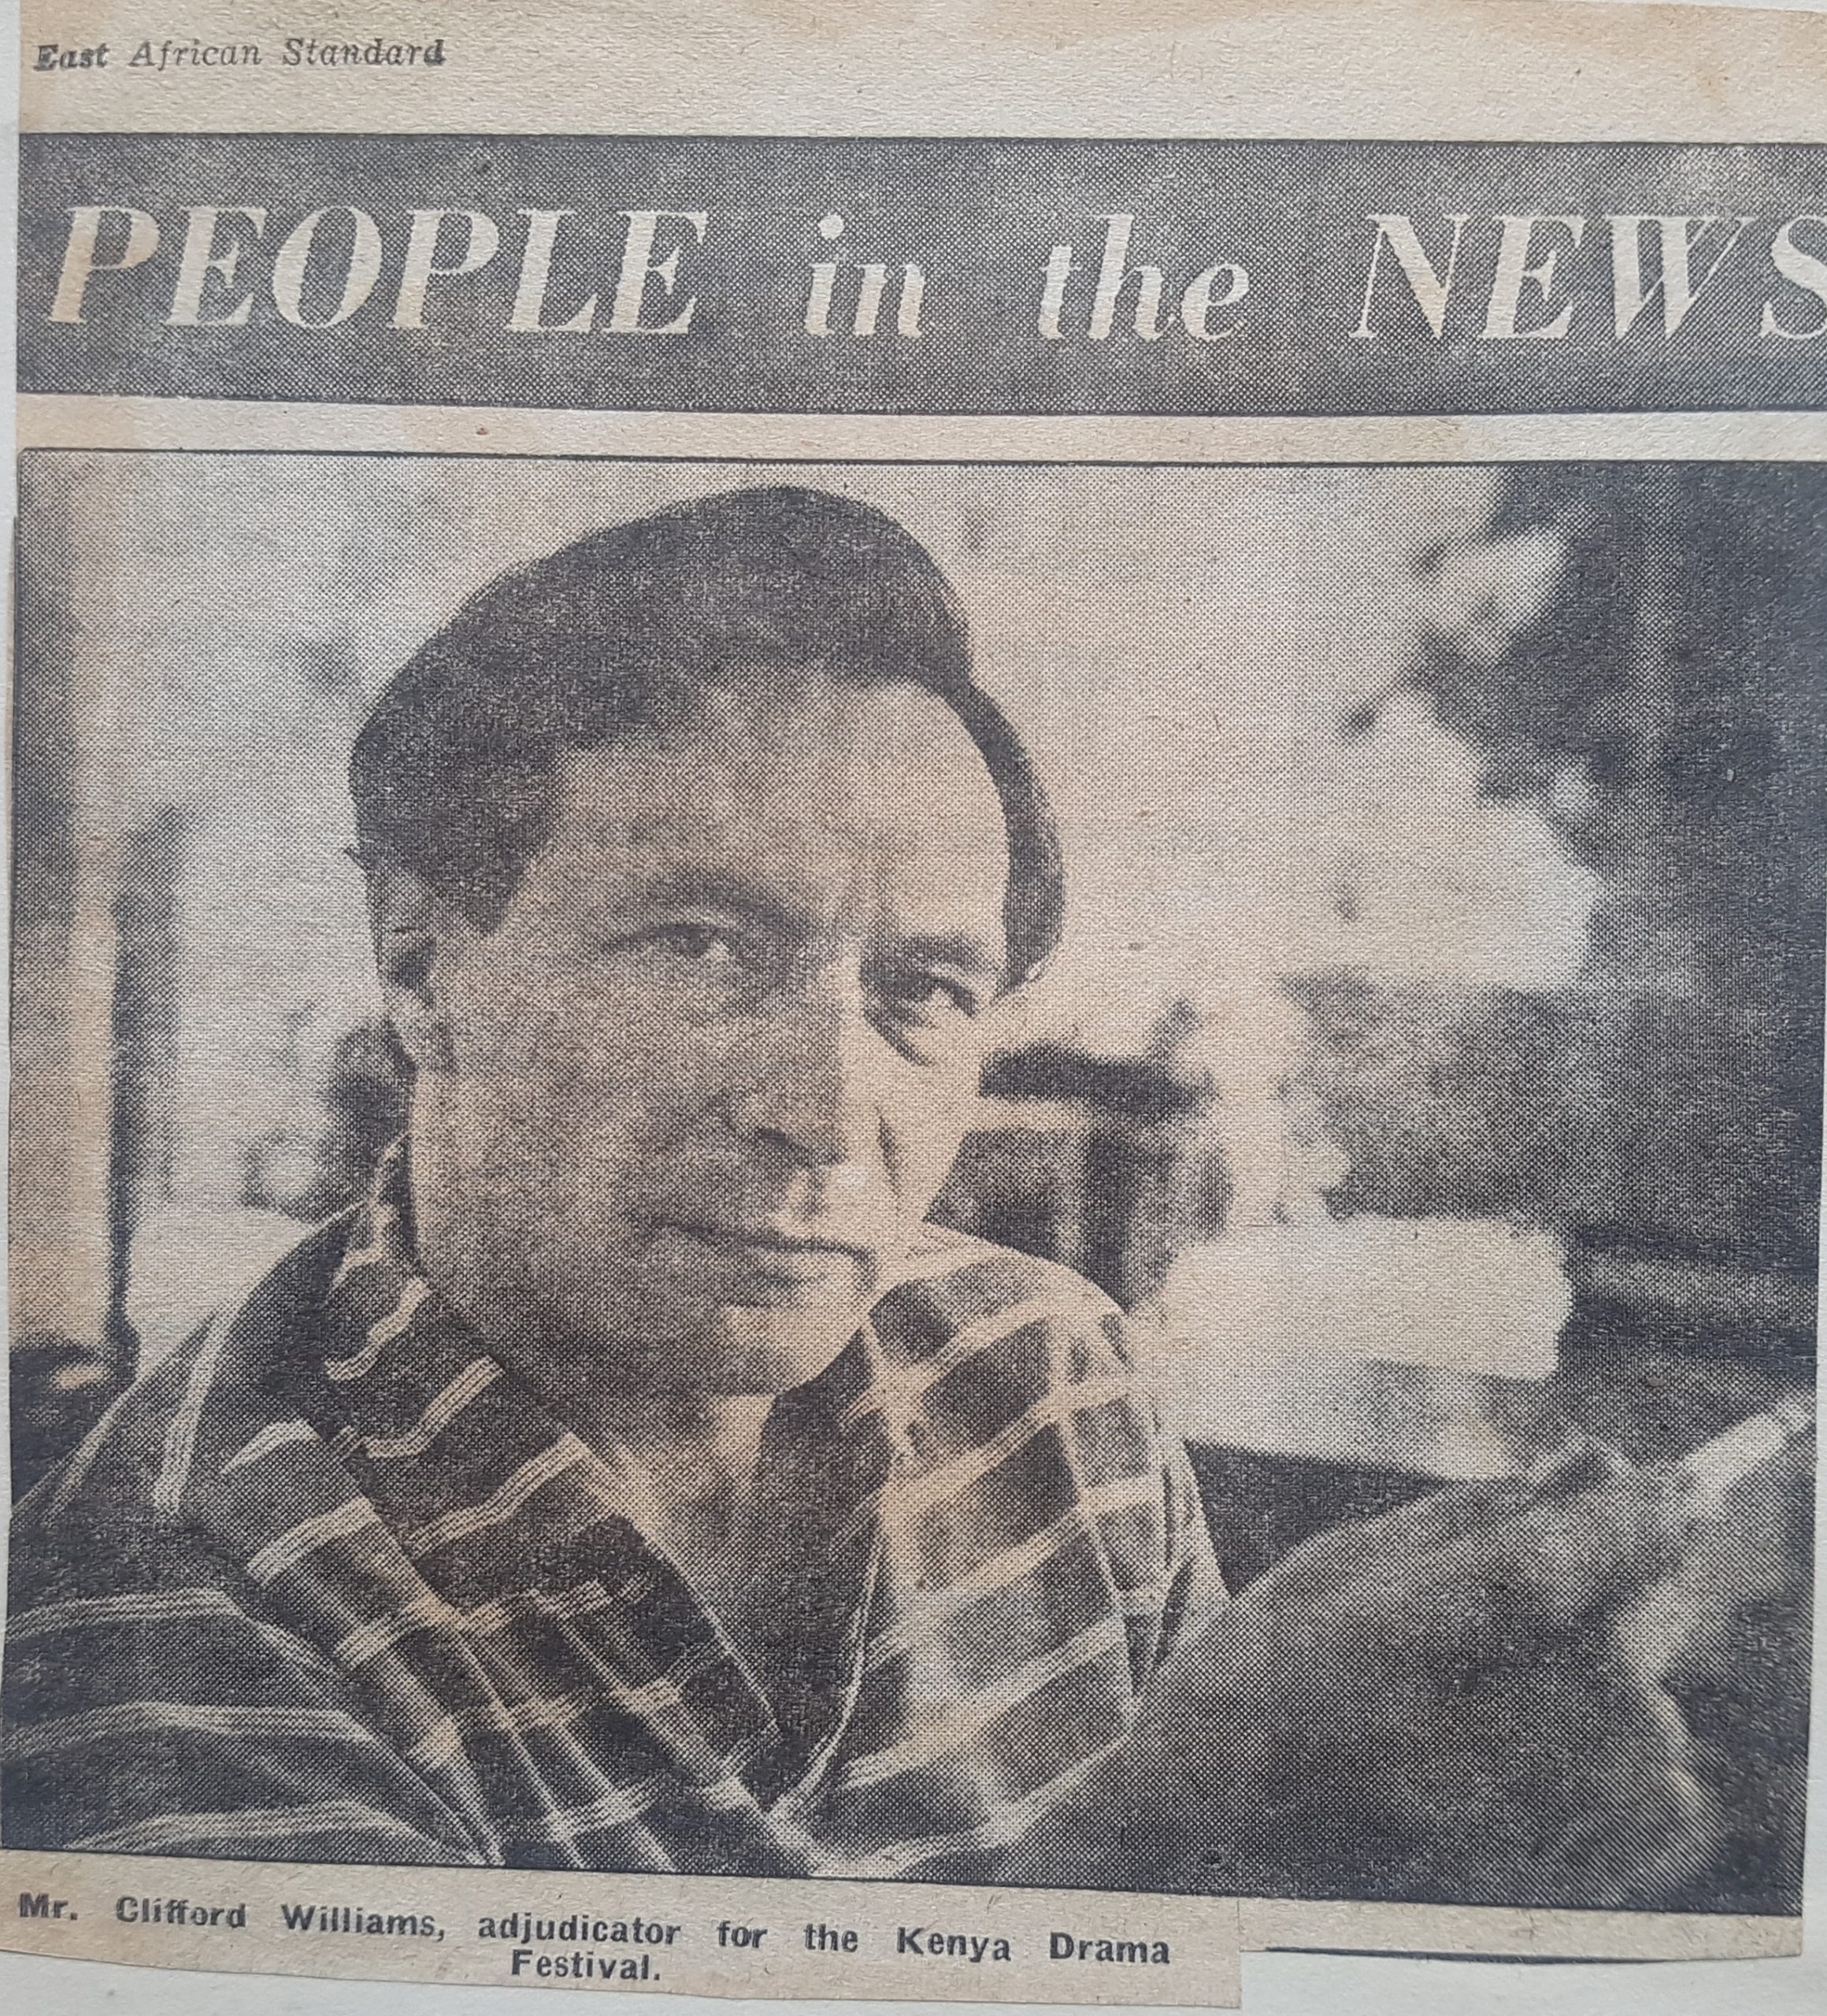 East African Standard
PEOPLE in the NEWS
Mr. Clifford Williams, adjudicator for the Kenya Drama
Festival.